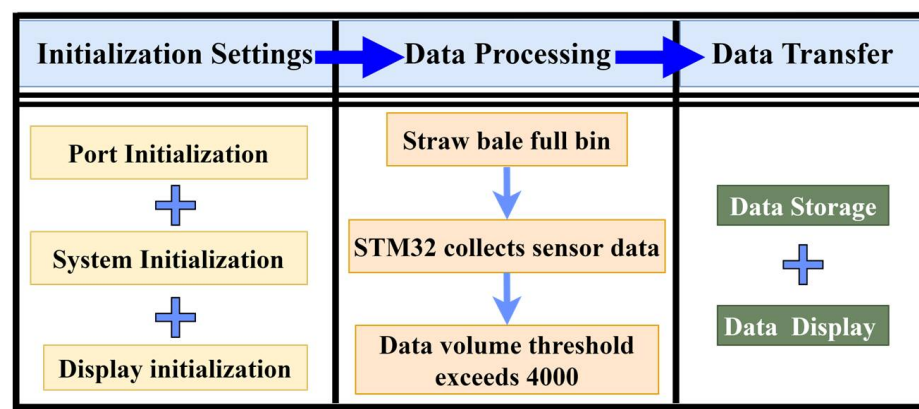 Initialization Settings
Data Processing
Data Transfer
Port Initialization
System Initialization
Display initialization
Straw bale full bin
STM32 collects sensor data
Data volume threshold
exceeds 4000
Data Storage
Data Display